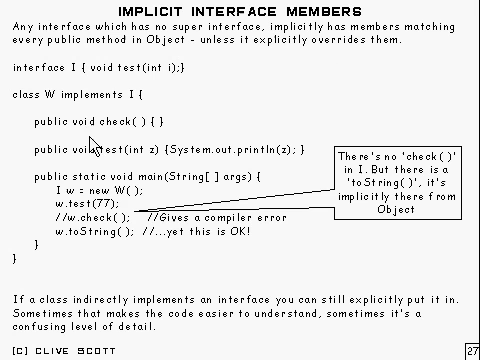 IMPLICIT INTERFACE MEMBERS
Any interface which has no super interface, implicitly has members matching
every public method in Object - unless it explicitly overrides them.
interface I { void test(int i);}
class W implements I {
public void check( ) { }
public void test(int z) {System.out.println(z); }
public static void main(String[ ] args) {
I w = new W( );
w.test(77);
//w.check( ); //Gives a compiler error
w.toString( ); //...yet this is OK!
}
}
There's no 'check( )'
in I. But there is a
'toString( )', it's
implicitly there from
Object
If a class indirectly implements an interface you can still explicitly put it in.
Sometimes that makes the code easier to understand, sometimes it's a
confusing level of detail.
[C] CLIVE SCOTT
27